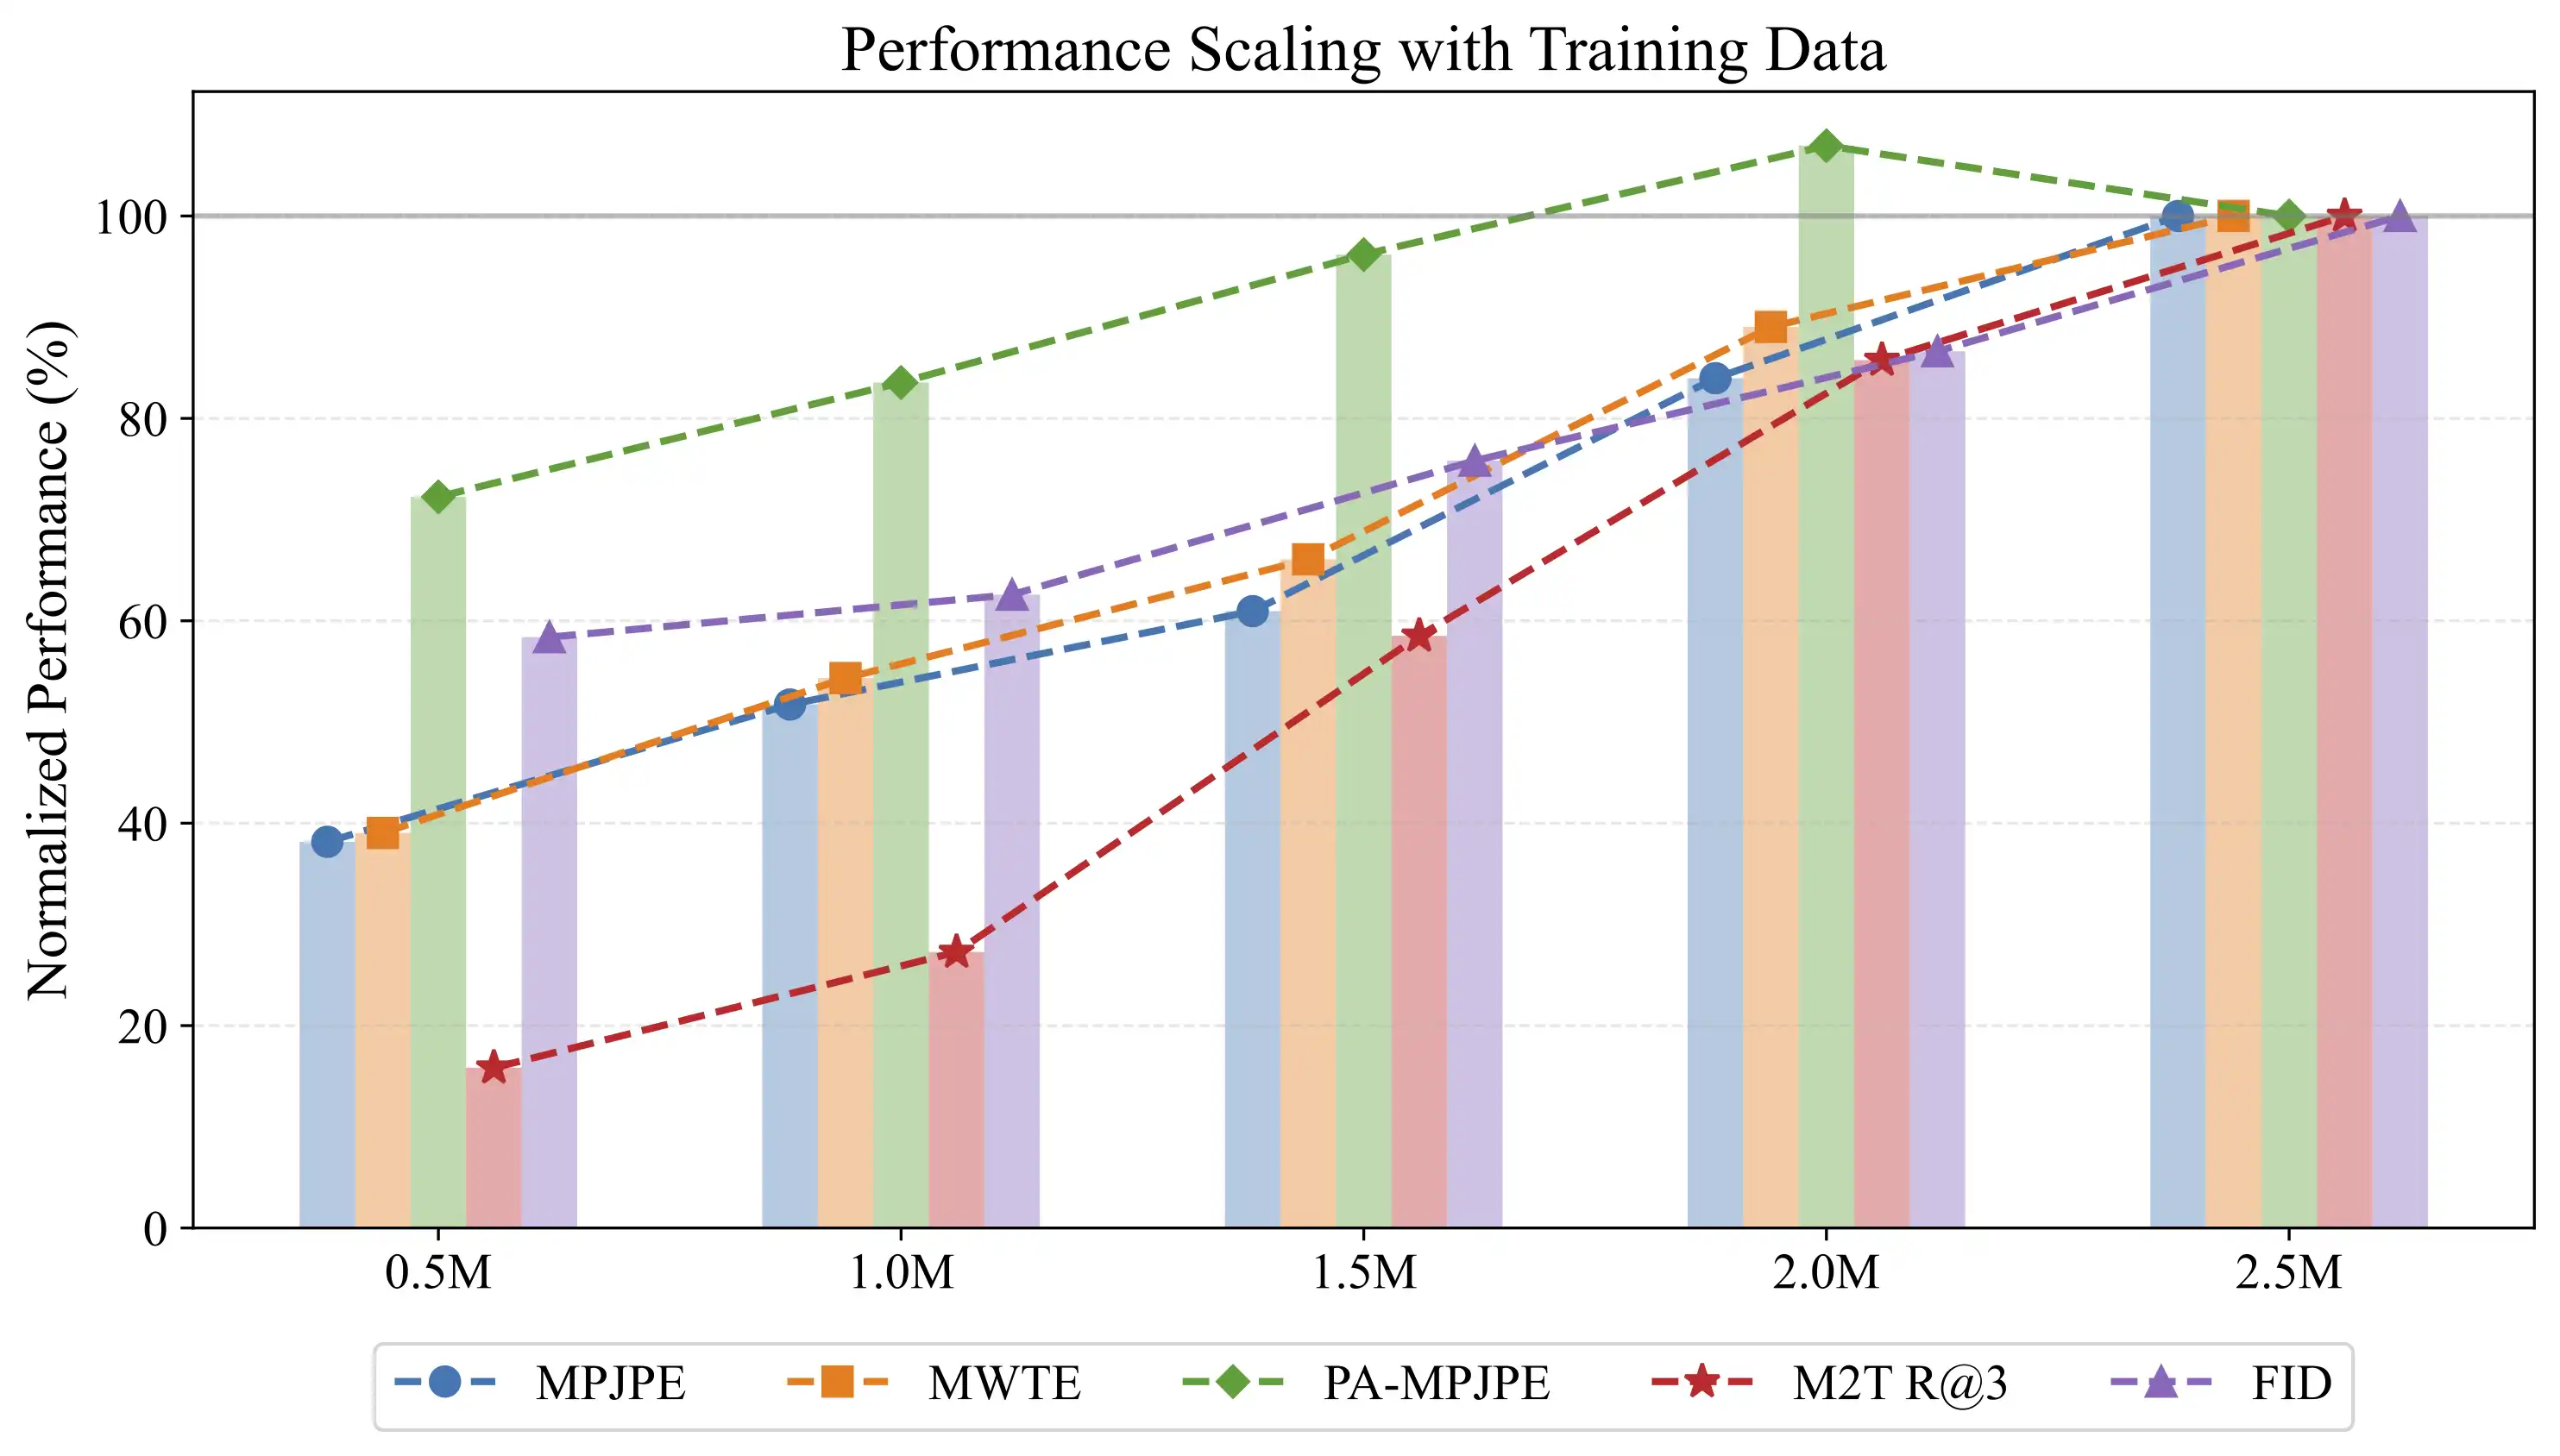 Performance Scaling with Training Data
Normalized Performance (%)
100
80
60
40
20
0
0.5M 1.0M 1.5M 2.0M 2.5M
MPJPE MWTE PA-MPJPE M2T R@3 FID